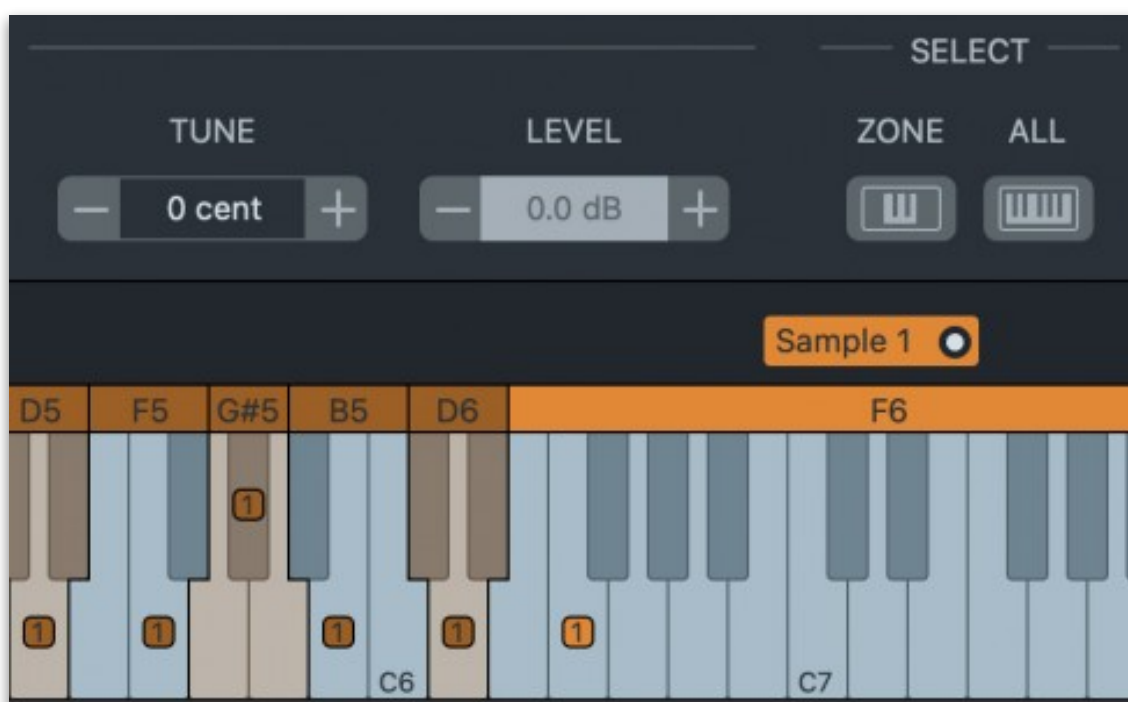 SELECT
TUNE LEVEL ZONE ALL
0 cent 0.0 dB
Sample 1
D5 F5 G#5 B5 D6 F6
1
1 1 1 1 1
C6 C7